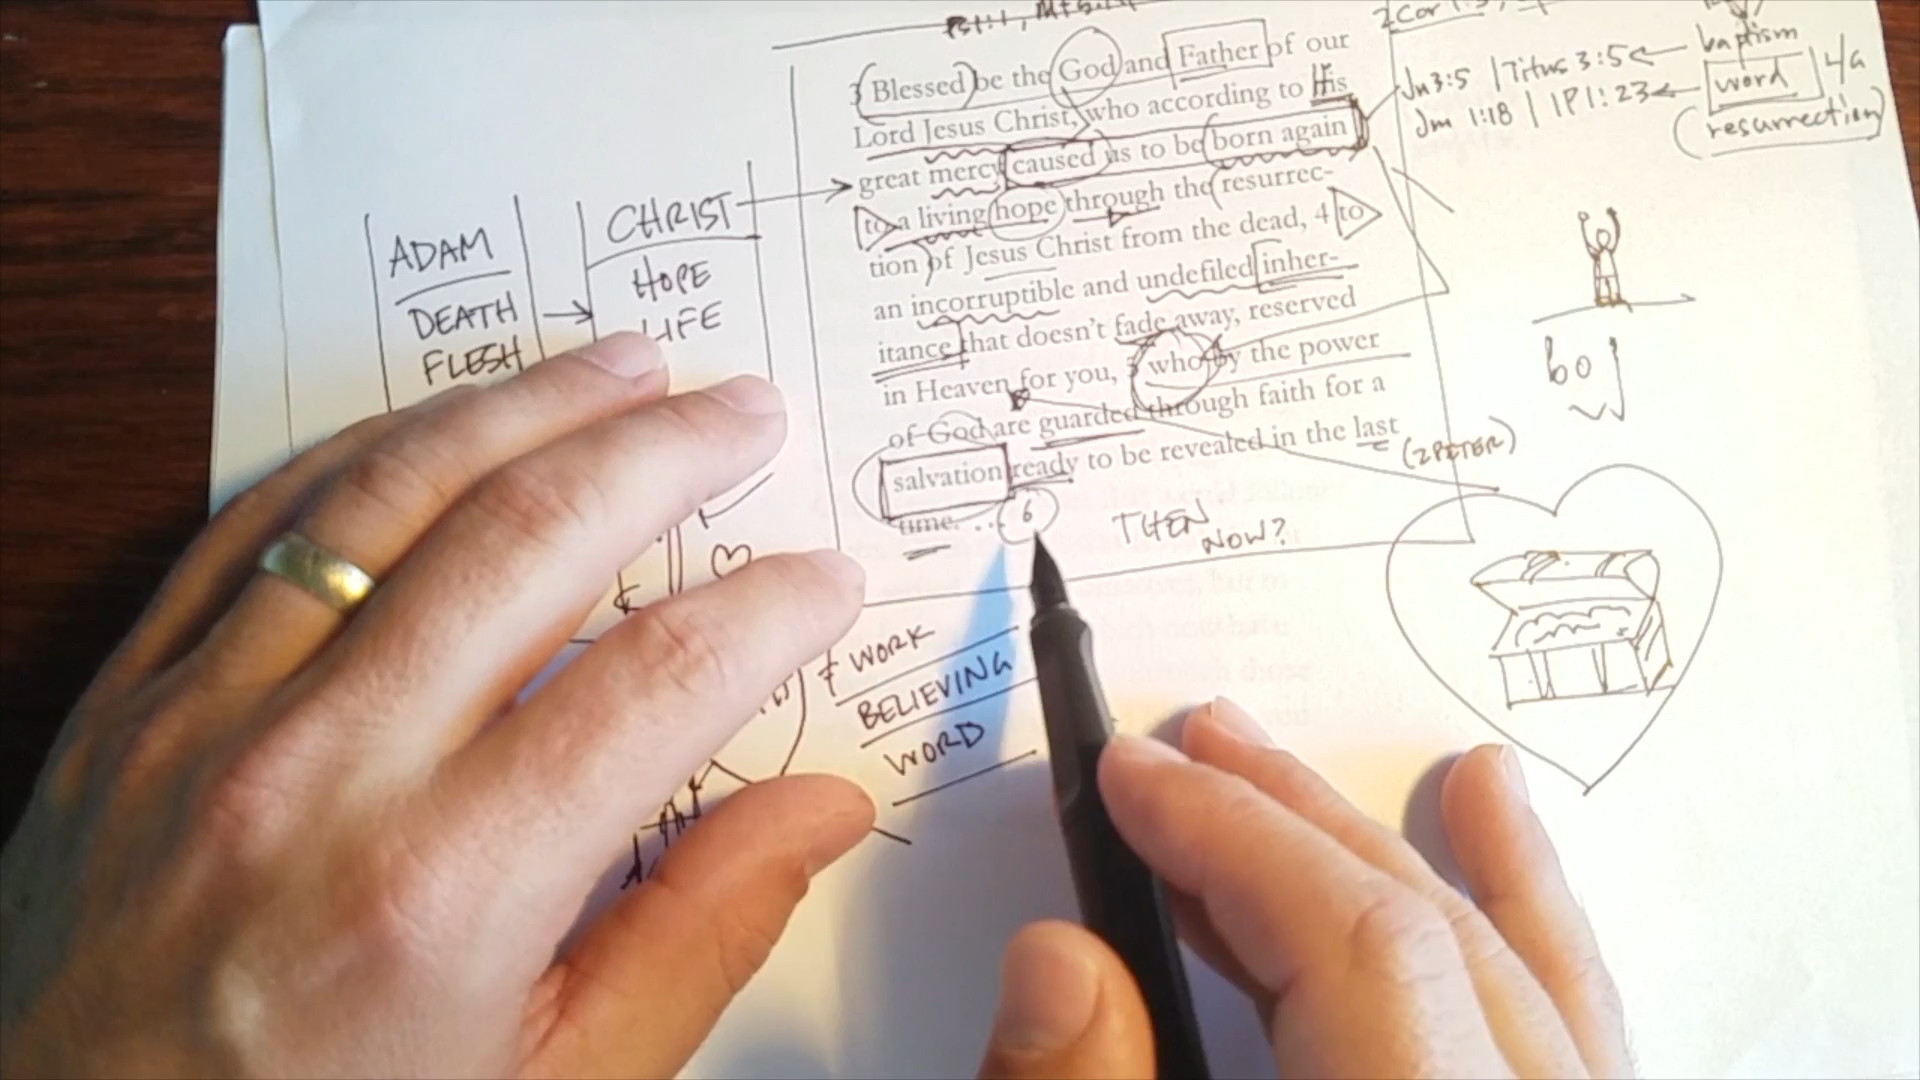 3 Blessed be the God and Father of our
Lord Jesus Christ, who according to His
great mercy caused us to be born again
to a living hope through the resurrec-
tion of Jesus Christ from the dead, 4 to
an incorruptible and undefiled inher-
itance that doesn't fade away, reserved
in Heaven for you, 5 who by the power
of God are guarded through faith for a
salvation ready to be revealed in the last
time. ... 6
THEN
NOW?
ADAM
DEATH
FLESH
CHRIST
HOPE
LIFE
WORK
BELIEVING
WORD
baptism
Jn 3:5 | Titus 3:5
word
Jm 1:18 | 1P 1:23
(resurrection)
(2PETER)